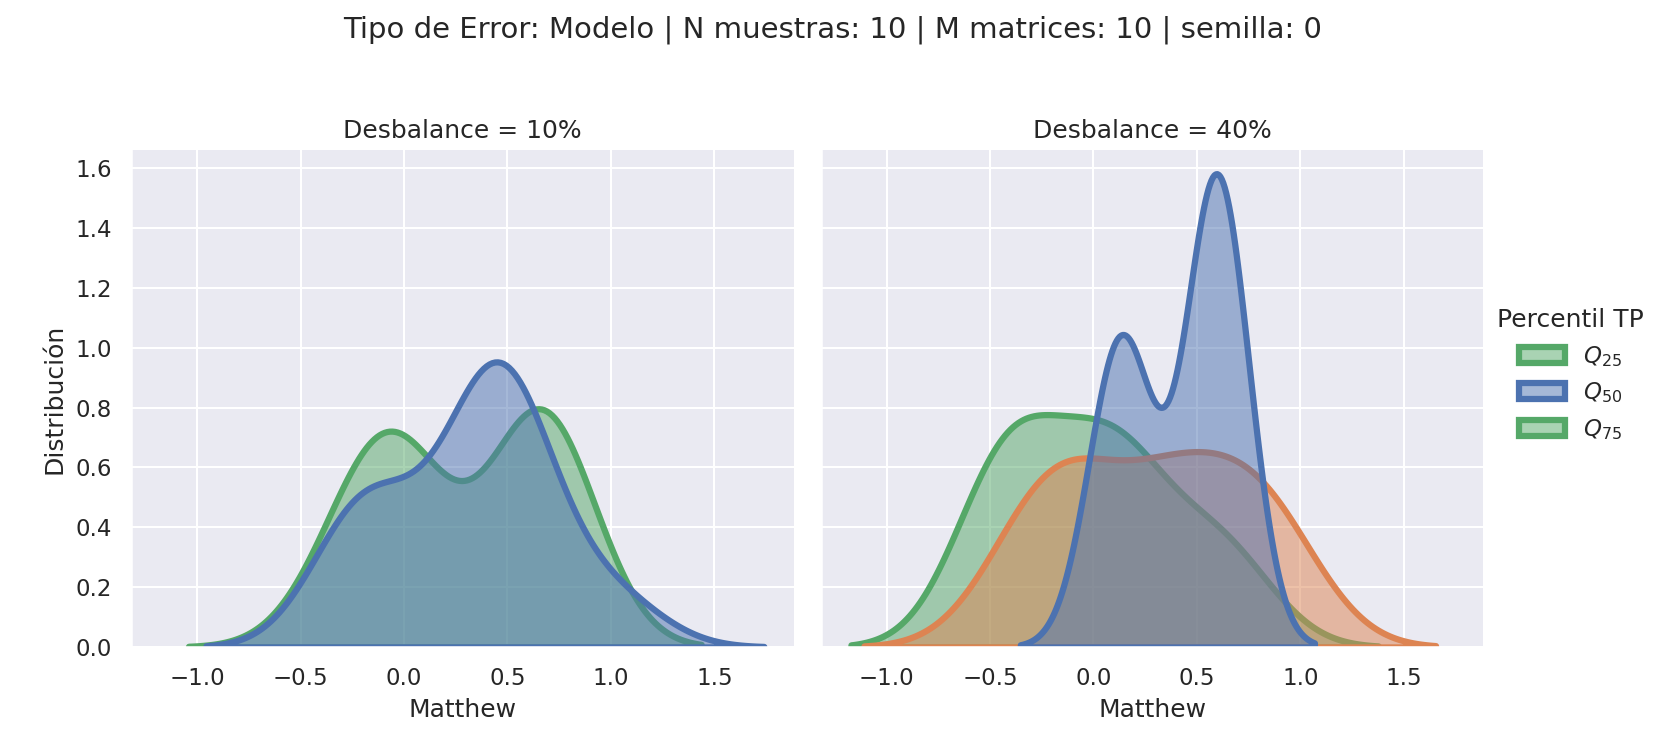 Tipo de Error: Modelo | N muestras: 10 | M matrices: 10 | semilla: 0
Desbalance = 10%
Desbalance = 40%
1.6
1.4
1.2
1.0
0.8
0.6
0.4
0.2
0.0
Distribución
−1.0 −0.5 0.0 0.5 1.0 1.5
−1.0 −0.5 0.0 0.5 1.0 1.5
Matthew
Matthew
Percentil TP
Q25
Q50
Q75